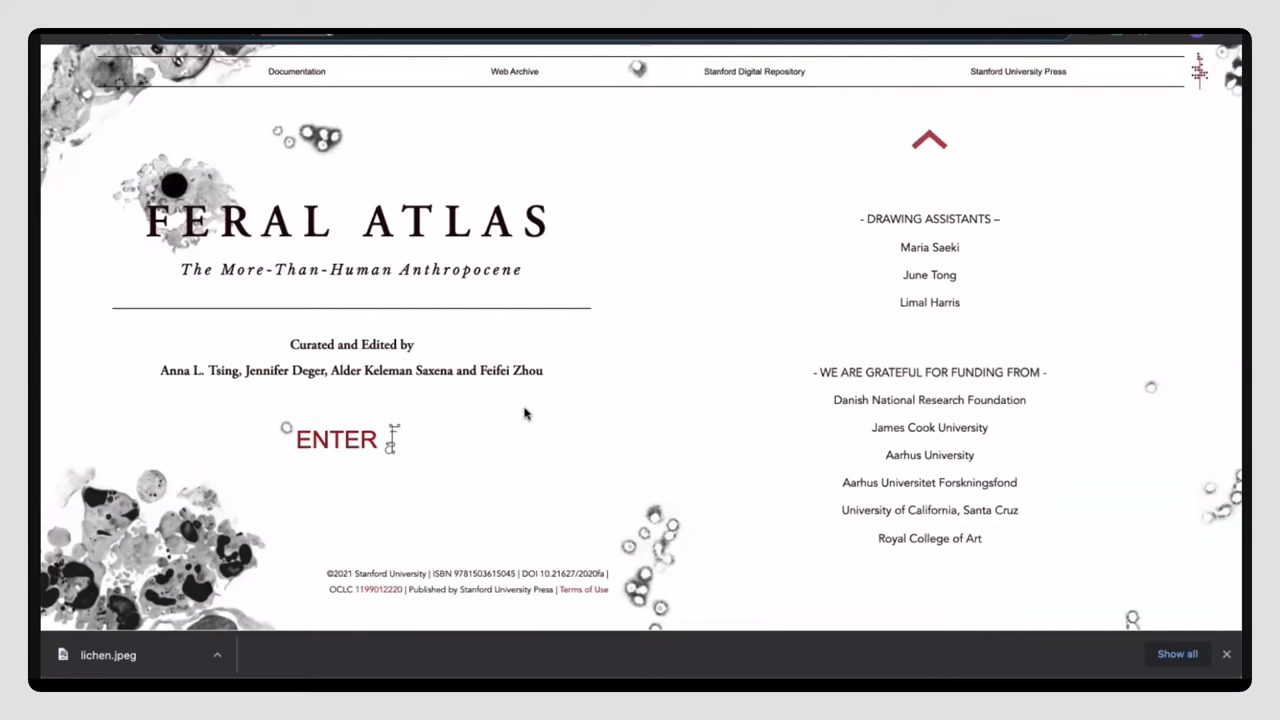 Documentation
Web Archive
Stanford Digital Repository
Stanford University Press
FERAL ATLAS
The More-Than-Human Anthropocene
Curated and Edited by
Anna L. Tsing, Jennifer Deger, Alder Keleman Saxena and Feifei Zhou
ENTER
©2021 Stanford University | ISBN 9781503615045 | DOI 10.21627/2020fa |
OCLC 1199012220 | Published by Stanford University Press | Terms of Use
- DRAWING ASSISTANTS –
Maria Saeki
June Tong
Limal Harris
- WE ARE GRATEFUL FOR FUNDING FROM -
Danish National Research Foundation
James Cook University
Aarhus University
Aarhus Universitet Forskningsfond
University of California, Santa Cruz
Royal College of Art
lichen.jpeg
Show all